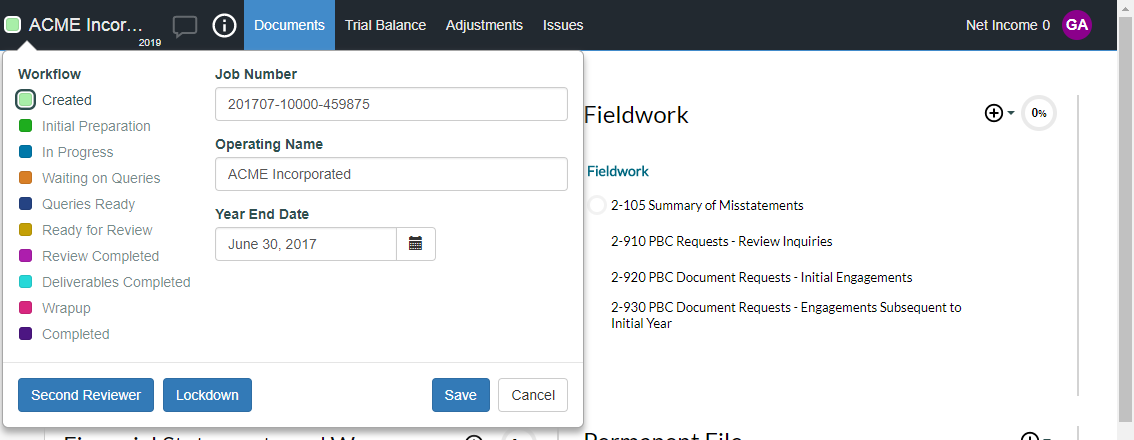 ACME Incor...
2019
Documents
Trial Balance
Adjustments
Issues
Net Income 0
GA
Workflow
Created
Initial Preparation
In Progress
Waiting on Queries
Queries Ready
Ready for Review
Review Completed
Deliverables Completed
Wrapup
Completed
Job Number
201707-10000-459875
Operating Name
ACME Incorporated
Year End Date
June 30, 2017
Second Reviewer
Lockdown
Save
Cancel
Fieldwork
0%
Fieldwork
2-105 Summary of Misstatements
2-910 PBC Requests - Review Inquiries
2-920 PBC Document Requests - Initial Engagements
2-930 PBC Document Requests - Engagements Subsequent to
Initial Year
Permanent File